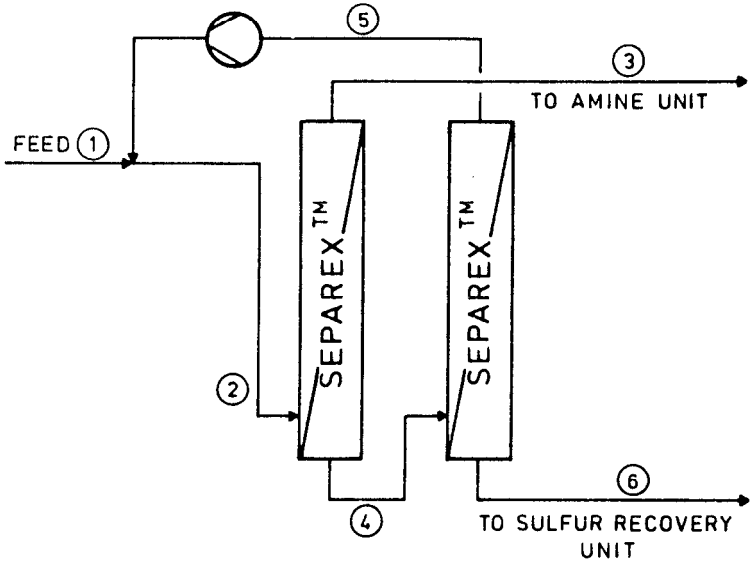 5
3
TO AMINE UNIT
FEED 1
SEPAREX™
SEPAREX™
2
4
6
TO SULFUR RECOVERY
UNIT